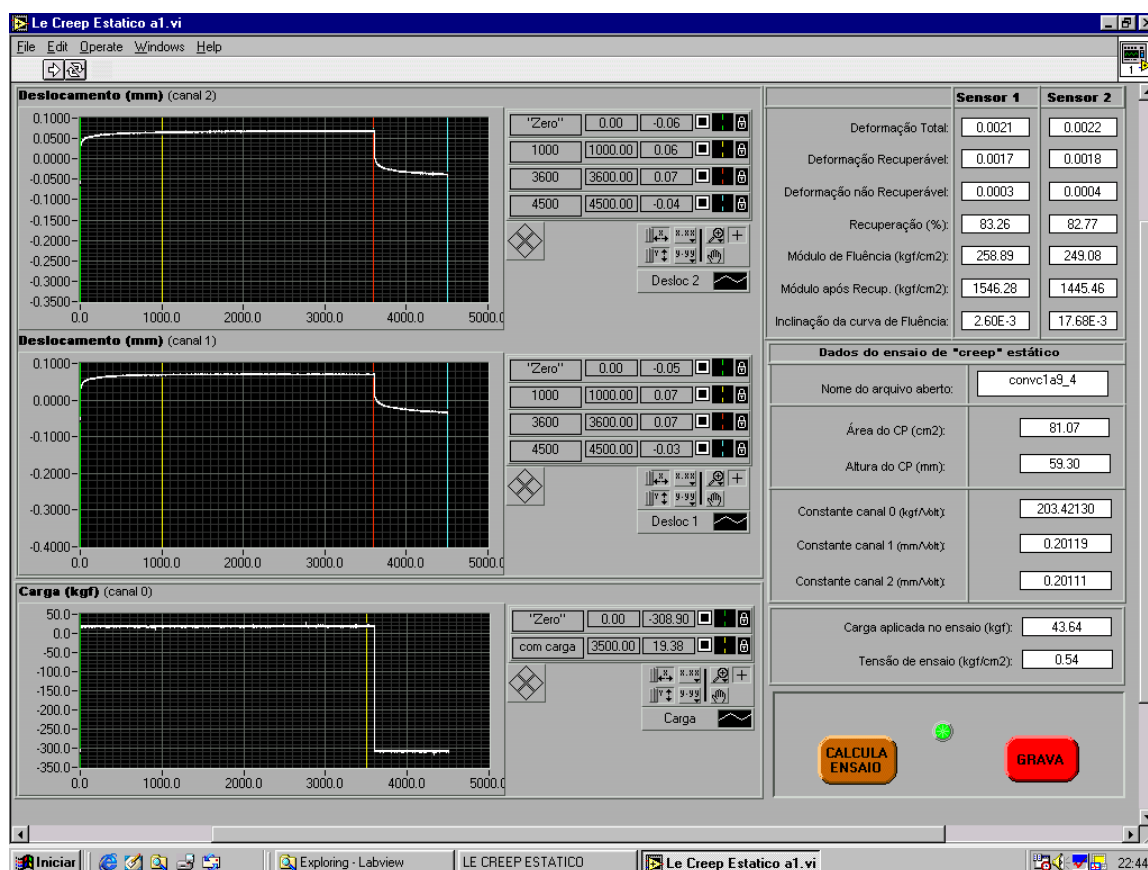 Le Creep Estatico a1.vi
File Edit Operate Windows Help
1
Deslocamento (mm) (canal 2)
0.1000
0.0500
0.0000
-0.0500
-0.1000
-0.1500
-0.2000
-0.2500
-0.3000
-0.3500
0.0 1000.0 2000.0 3000.0 4000.0 5000.0
"Zero" 0.00 -0.06
1000 1000.00 0.06
3600 3600.00 0.07
4500 4500.00 -0.04
X X.XX
Y Y.YY
Desloc 2
Deslocamento (mm) (canal 1)
0.1000
0.0000
-0.1000
-0.2000
-0.3000
-0.4000
0.0 1000.0 2000.0 3000.0 4000.0 5000.0
"Zero" 0.00 -0.05
1000 1000.00 0.07
3600 3600.00 0.07
4500 4500.00 -0.03
X X.XX
Y Y.YY
Desloc 1
Carga (kgf) (canal 0)
50.0
0.0
-50.0
-100.0
-150.0
-200.0
-250.0
-300.0
-350.0
0.0 1000.0 2000.0 3000.0 4000.0 5000.0
"Zero" 0.00 -308.90
com carga 3500.00 19.38
X X.XX
Y Y.YY
Carga
Sensor 1 Sensor 2
Deformação Total: 0.0021 0.0022
Deformação Recuperável: 0.0017 0.0018
Deformação não Recuperável: 0.0003 0.0004
Recuperação (%): 83.26 82.77
Módulo de Fluência (kgf/cm2): 258.89 249.08
Módulo após Recup. (kgf/cm2): 1546.28 1445.46
Inclinação da curva de Fluência: 2.60E-3 17.68E-3
Dados do ensaio de "creep" estático
Nome do arquivo aberto: convc1a9_4
Área do CP (cm2): 81.07
Altura do CP (mm): 59.30
Constante canal 0 (kgf/Volt): 203.42130
Constante canal 1 (mm/Volt): 0.20119
Constante canal 2 (mm/Volt): 0.20111
Carga aplicada no ensaio (kgf): 43.64
Tensão de ensaio (kgf/cm2): 0.54
CALCULA
ENSAIO
GRAVA
Iniciar Exploring - Labview LE CREEP ESTATICO Le Creep Estatico a1.vi 22:44